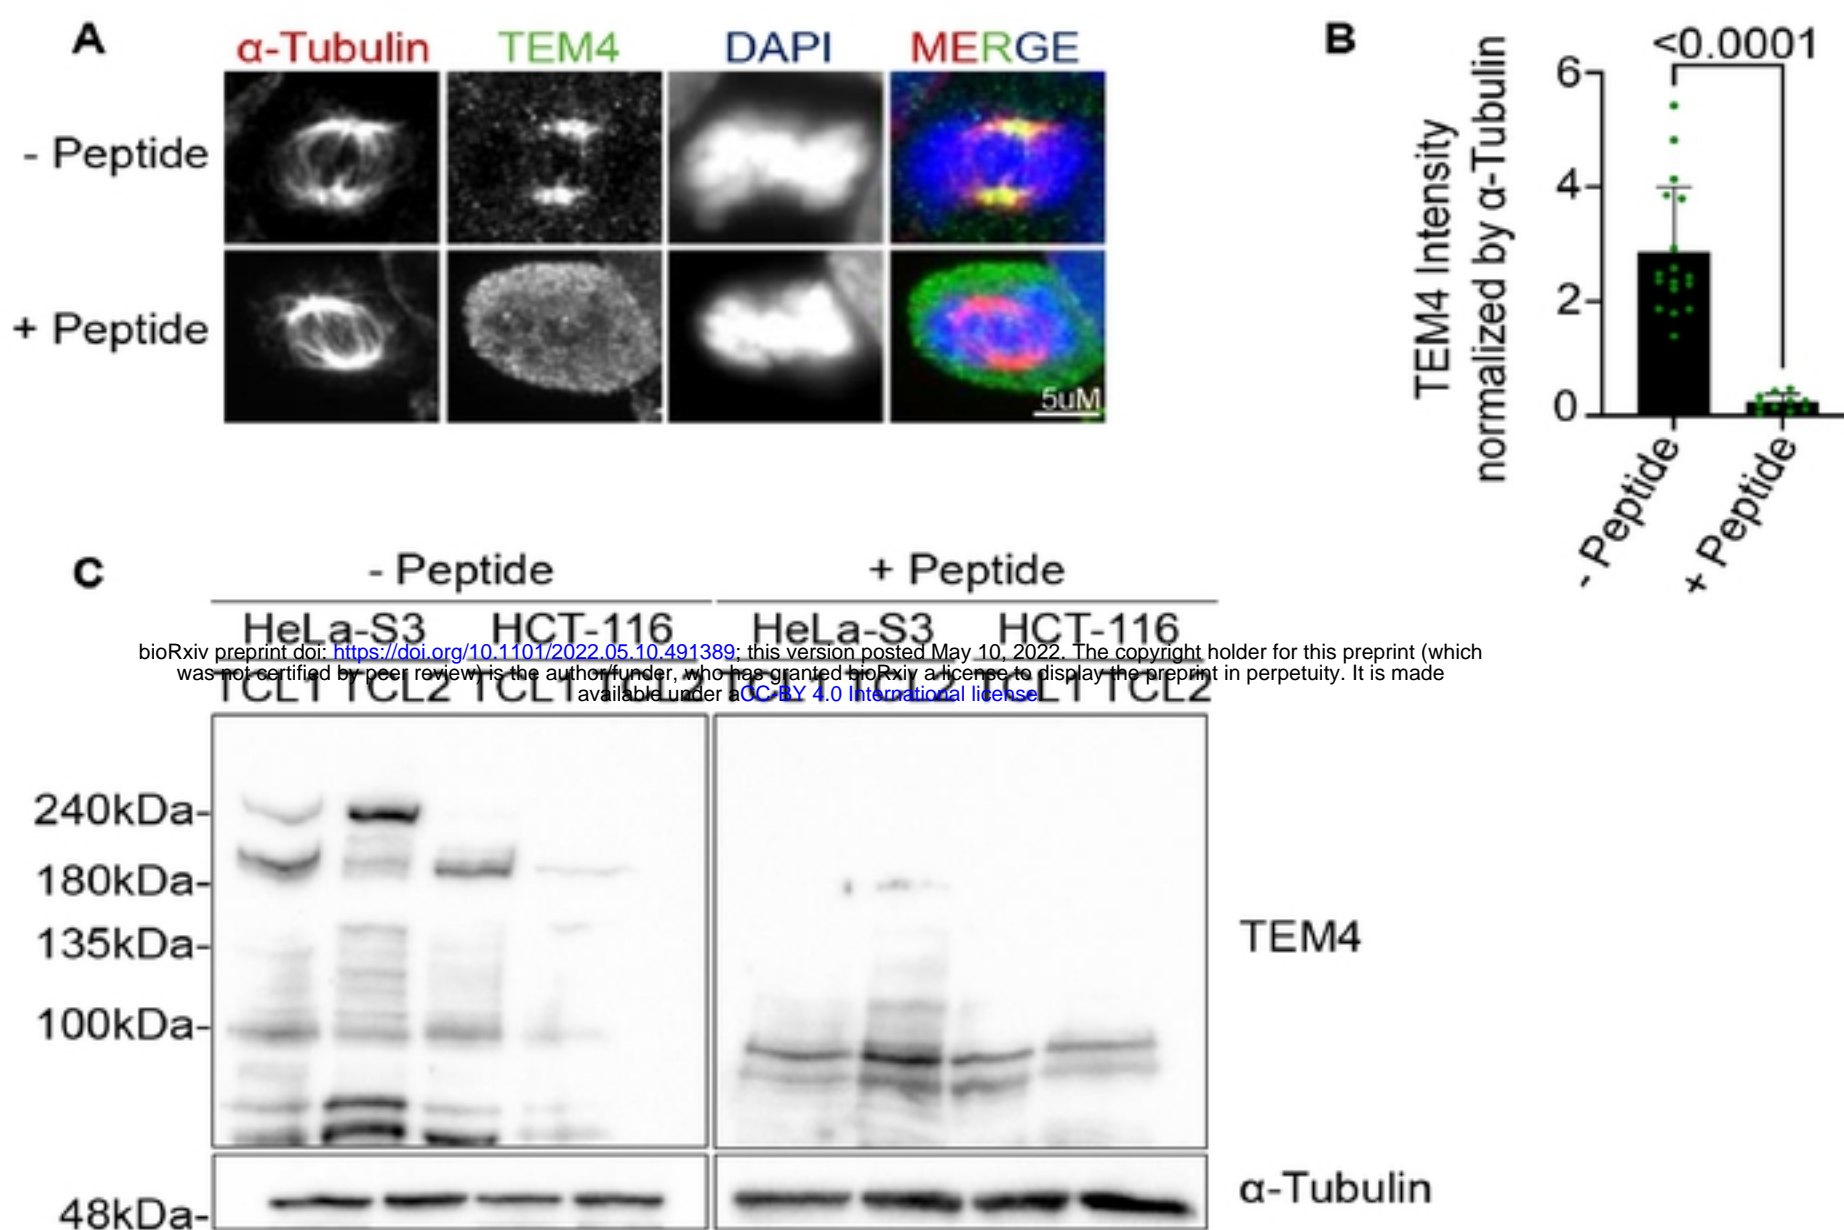 A
α-Tubulin TEM4 DAPI MERGE
- Peptide
+ Peptide
5uM
B
<0.0001
TEM4 Intensity
normalized by α-Tubulin
6
4
2
0
- Peptide
+ Peptide
C
- Peptide + Peptide
HeLa-S3 HCT-116 HeLa-S3 HCT-116
bioRxiv preprint doi: https://doi.org/10.1101/2022.05.10.491389; this version posted May 10, 2022. The copyright holder for this preprint (which
was not certified by peer review) is the author/funder, who has granted bioRxiv a license to display the preprint in perpetuity. It is made
available under aCC-BY 4.0 International license.
TCL1 TCL2 TCL1 TCL2 TCL1 TCL2 TCL1 TCL2
240kDa-
180kDa-
135kDa-
100kDa-
TEM4
48kDa-
α-Tubulin